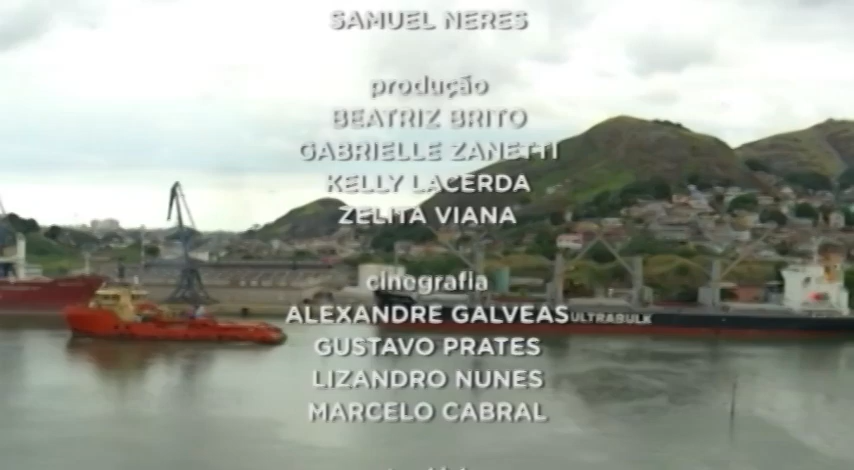 SAMUEL NERES
produção
BEATRIZ BRITO
GABRIELLE ZANETTI
KELLY LACERDA
ZELITA VIANA
cinegrafia
ALEXANDRE GALVEAS
ULTRABULK
GUSTAVO PRATES
LIZANDRO NUNES
MARCELO CABRAL